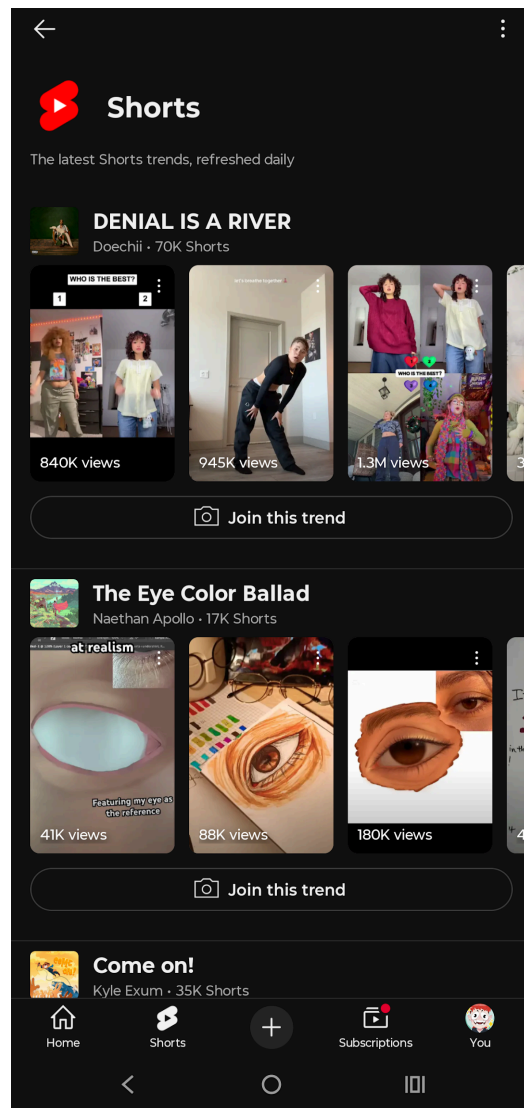 Shorts
The latest Shorts trends, refreshed daily
DENIAL IS A RIVER
Doechii • 70K Shorts
WHO IS THE BEST?
1
2
840K views
let's breathe together
945K views
WHO IS THE BEST?
1.3M views
Join this trend
The Eye Color Ballad
Naethan Apollo • 17K Shorts
at realism
Featuring my eye as
the reference
41K views
88K views
180K views
Join this trend
Come on!
Kyle Exum • 35K Shorts
Home
Shorts
Subscriptions
You